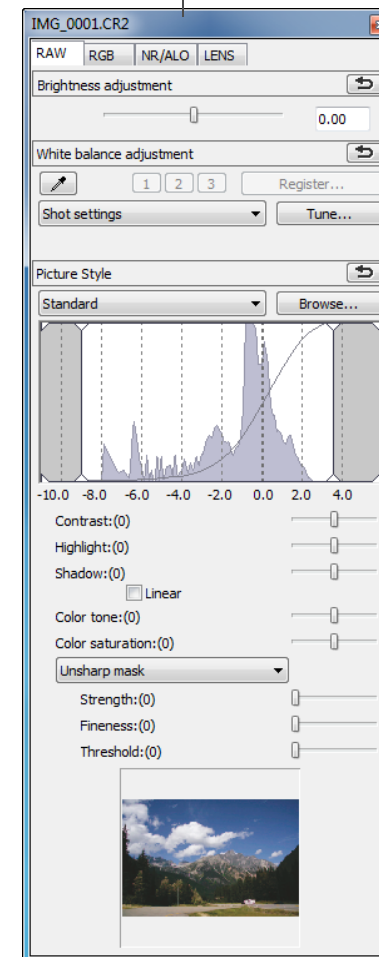 IMG_0001.CR2
RAW RGB NR/ALO LENS
Brightness adjustment
0.00
White balance adjustment
1 2 3 Register...
Shot settings Tune...
Picture Style
Standard Browse...
-10.0 -8.0 -6.0 -4.0 -2.0 0.0 2.0 4.0
Contrast:(0)
Highlight:(0)
Shadow:(0)
Linear
Color tone:(0)
Color saturation:(0)
Unsharp mask
Strength:(0)
Fineness:(0)
Threshold:(0)